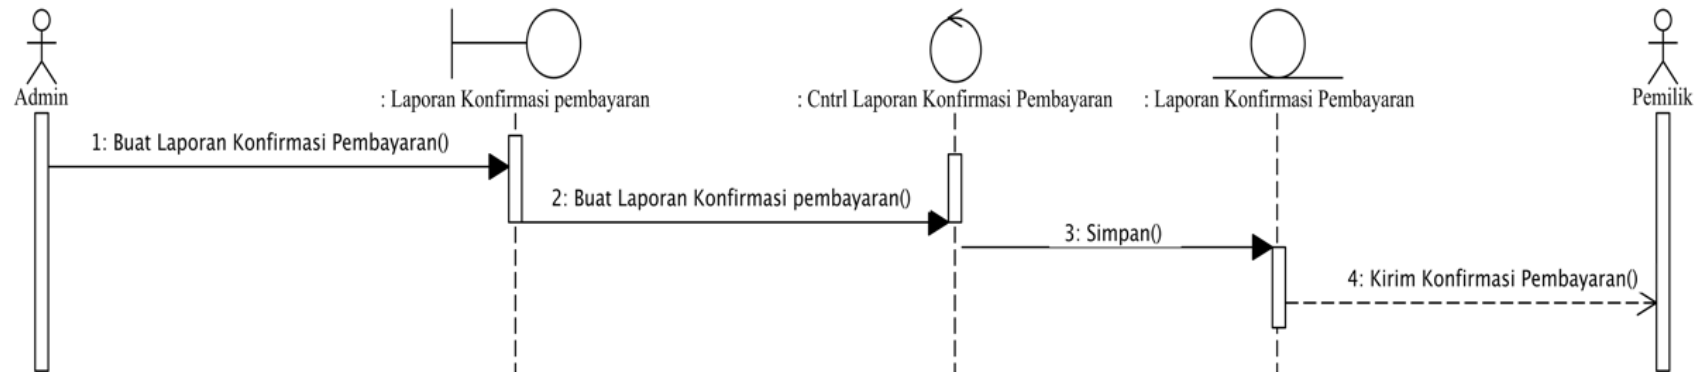 Admin
: Laporan Konfirmasi pembayaran
: Cntrl Laporan Konfirmasi Pembayaran
: Laporan Konfirmasi Pembayaran
Pemilik
1: Buat Laporan Konfirmasi Pembayaran()
2: Buat Laporan Konfirmasi pembayaran()
3: Simpan()
4: Kirim Konfirmasi Pembayaran()